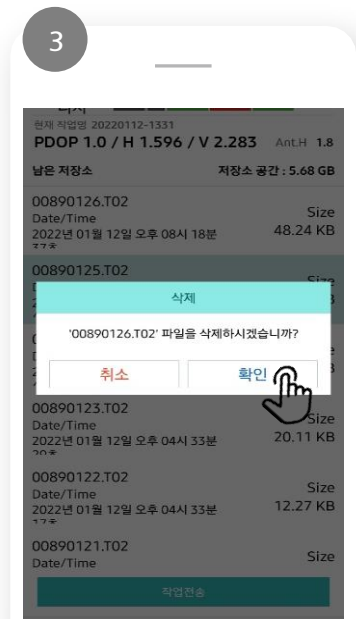 3
현재 작업명 20220112-1331
PDOP 1.0 / H 1.596 / V 2.283 Ant.H 1.8
남은 저장소 저장소 공간 : 5.68 GB
00890126.T02
Date/Time Size
2022년 01월 12일 오후 08시 18분 48.24 KB
00890125.T02
Size
삭제
'00890126.T02' 파일을 삭제하시겠습니까?
취소 확인
00890123.T02
Date/Time Size
2022년 01월 12일 오후 04시 33분 20.11 KB
00890122.T02
Date/Time Size
2022년 01월 12일 오후 04시 33분 12.27 KB
00890121.T02
Date/Time Size
작업전송